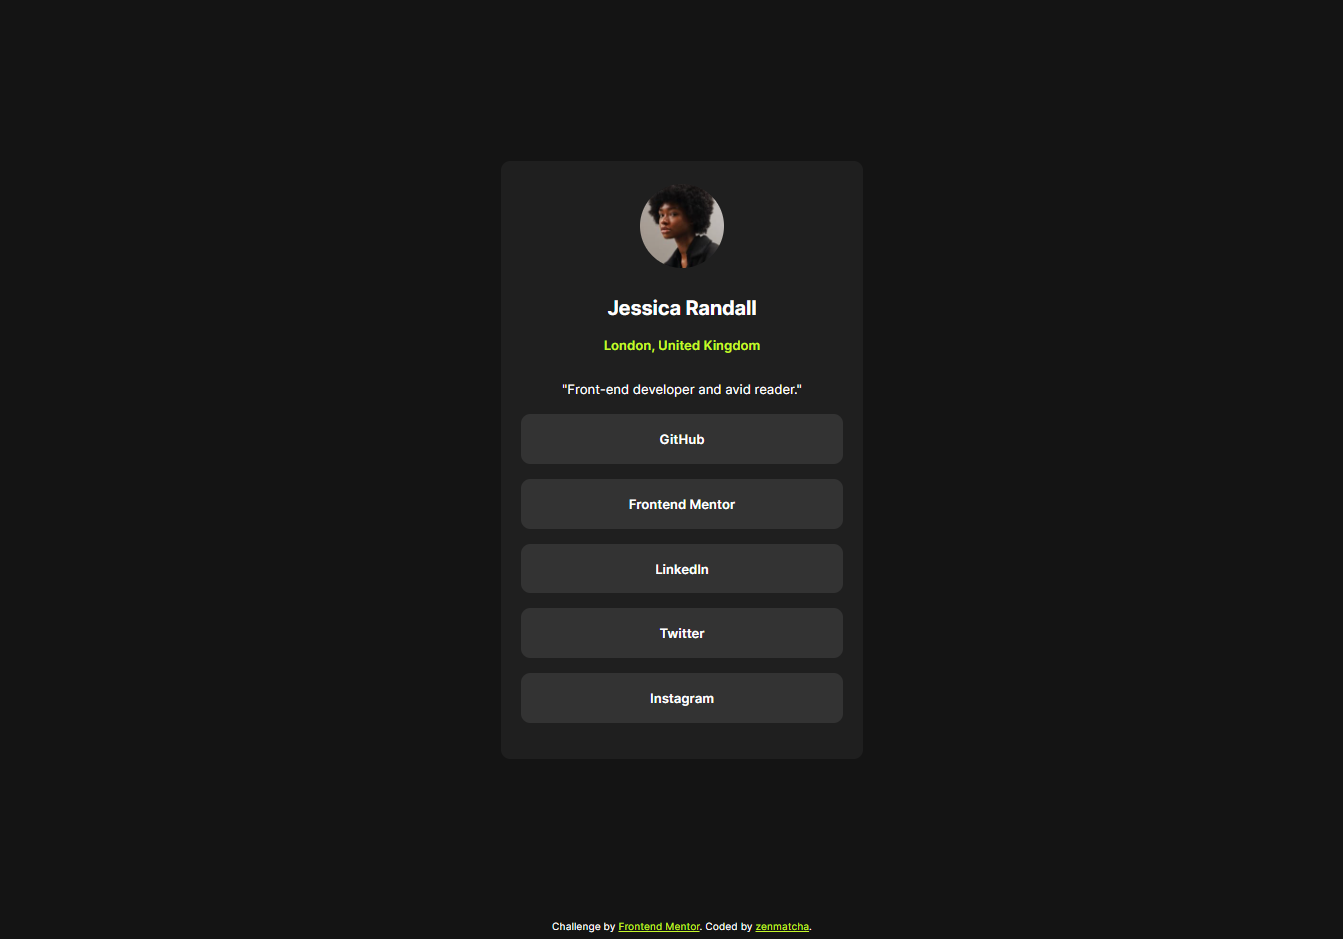 Jessica Randall
London, United Kingdom
"Front-end developer and avid reader."
GitHub
Frontend Mentor
LinkedIn
Twitter
Instagram
Challenge by Frontend Mentor. Coded by zenmatcha.